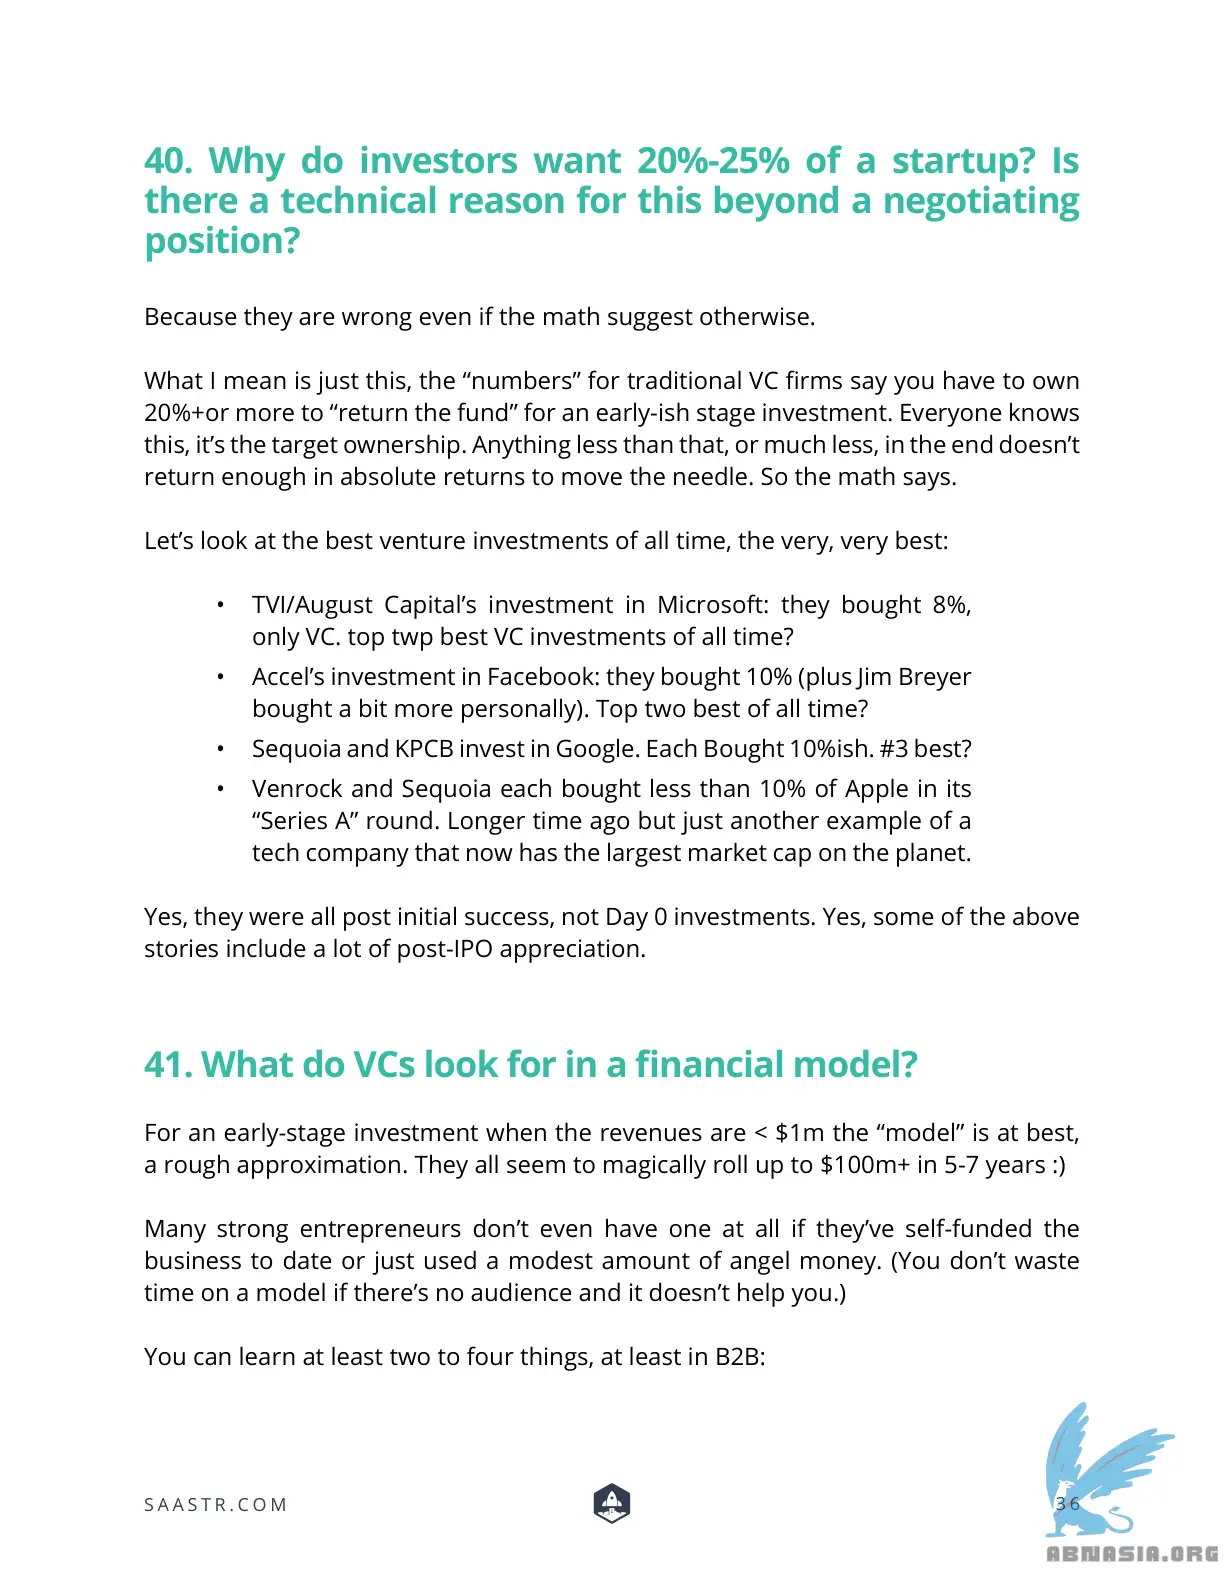 40. Why do investors want 20%-25% of a startup? Is
there a technical reason for this beyond a negotiating
position?
Because they are wrong even if the math suggest otherwise.
What I mean is just this, the “numbers” for traditional VC firms say you have to own
20%+or more to “return the fund” for an early-ish stage investment. Everyone knows
this, it’s the target ownership. Anything less than that, or much less, in the end doesn’t
return enough in absolute returns to move the needle. So the math says.
Let’s look at the best venture investments of all time, the very, very best:
• TVI/August Capital’s investment in Microsoft: they bought 8%,
only VC. top twp best VC investments of all time?
• Accel’s investment in Facebook: they bought 10% (plus Jim Breyer
bought a bit more personally). Top two best of all time?
• Sequoia and KPCB invest in Google. Each Bought 10%ish. #3 best?
• Venrock and Sequoia each bought less than 10% of Apple in its
“Series A” round. Longer time ago but just another example of a
tech company that now has the largest market cap on the planet.
Yes, they were all post initial success, not Day 0 investments. Yes, some of the above
stories include a lot of post-IPO appreciation.
41. What do VCs look for in a financial model?
For an early-stage investment when the revenues are < $1m the “model” is at best,
a rough approximation. They all seem to magically roll up to $100m+ in 5-7 years :)
Many strong entrepreneurs don’t even have one at all if they’ve self-funded the
business to date or just used a modest amount of angel money. (You don’t waste
time on a model if there’s no audience and it doesn’t help you.)
You can learn at least two to four things, at least in B2B:
SAASTR.COM
36
ABNASIA.ORG